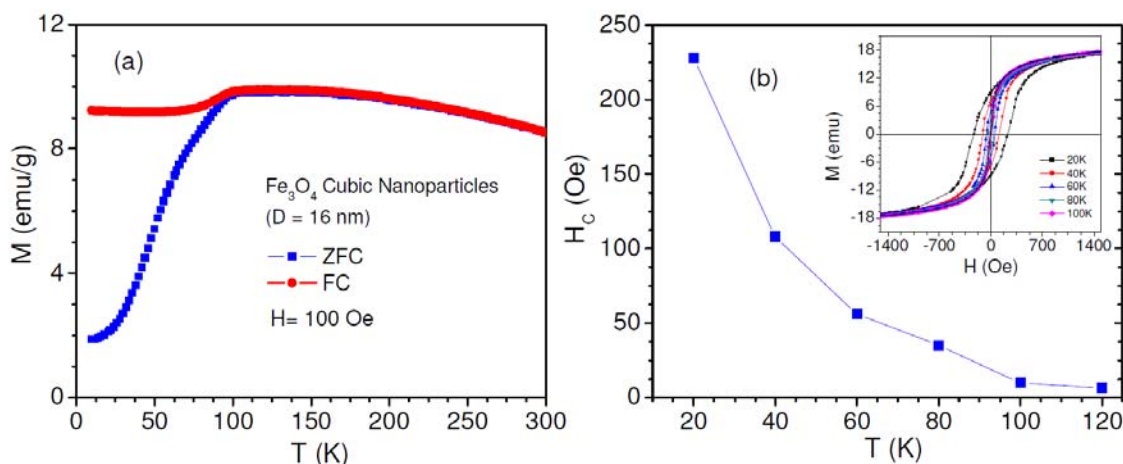 12
8
4
0
M (emu/g)
(a)
Fe₃O₄ Cubic Nanoparticles
(D = 16 nm)
ZFC
FC
H= 100 Oe
0 50 100 150 200 250 300
T (K)
250
200
150
100
50
0
H_C (Oe)
(b)
18
12
6
0
-6
-12
-18
M (emu)
20K
40K
60K
80K
100K
-1400 -700 0 700 1400
H (Oe)
20 40 60 80 100 120
T (K)